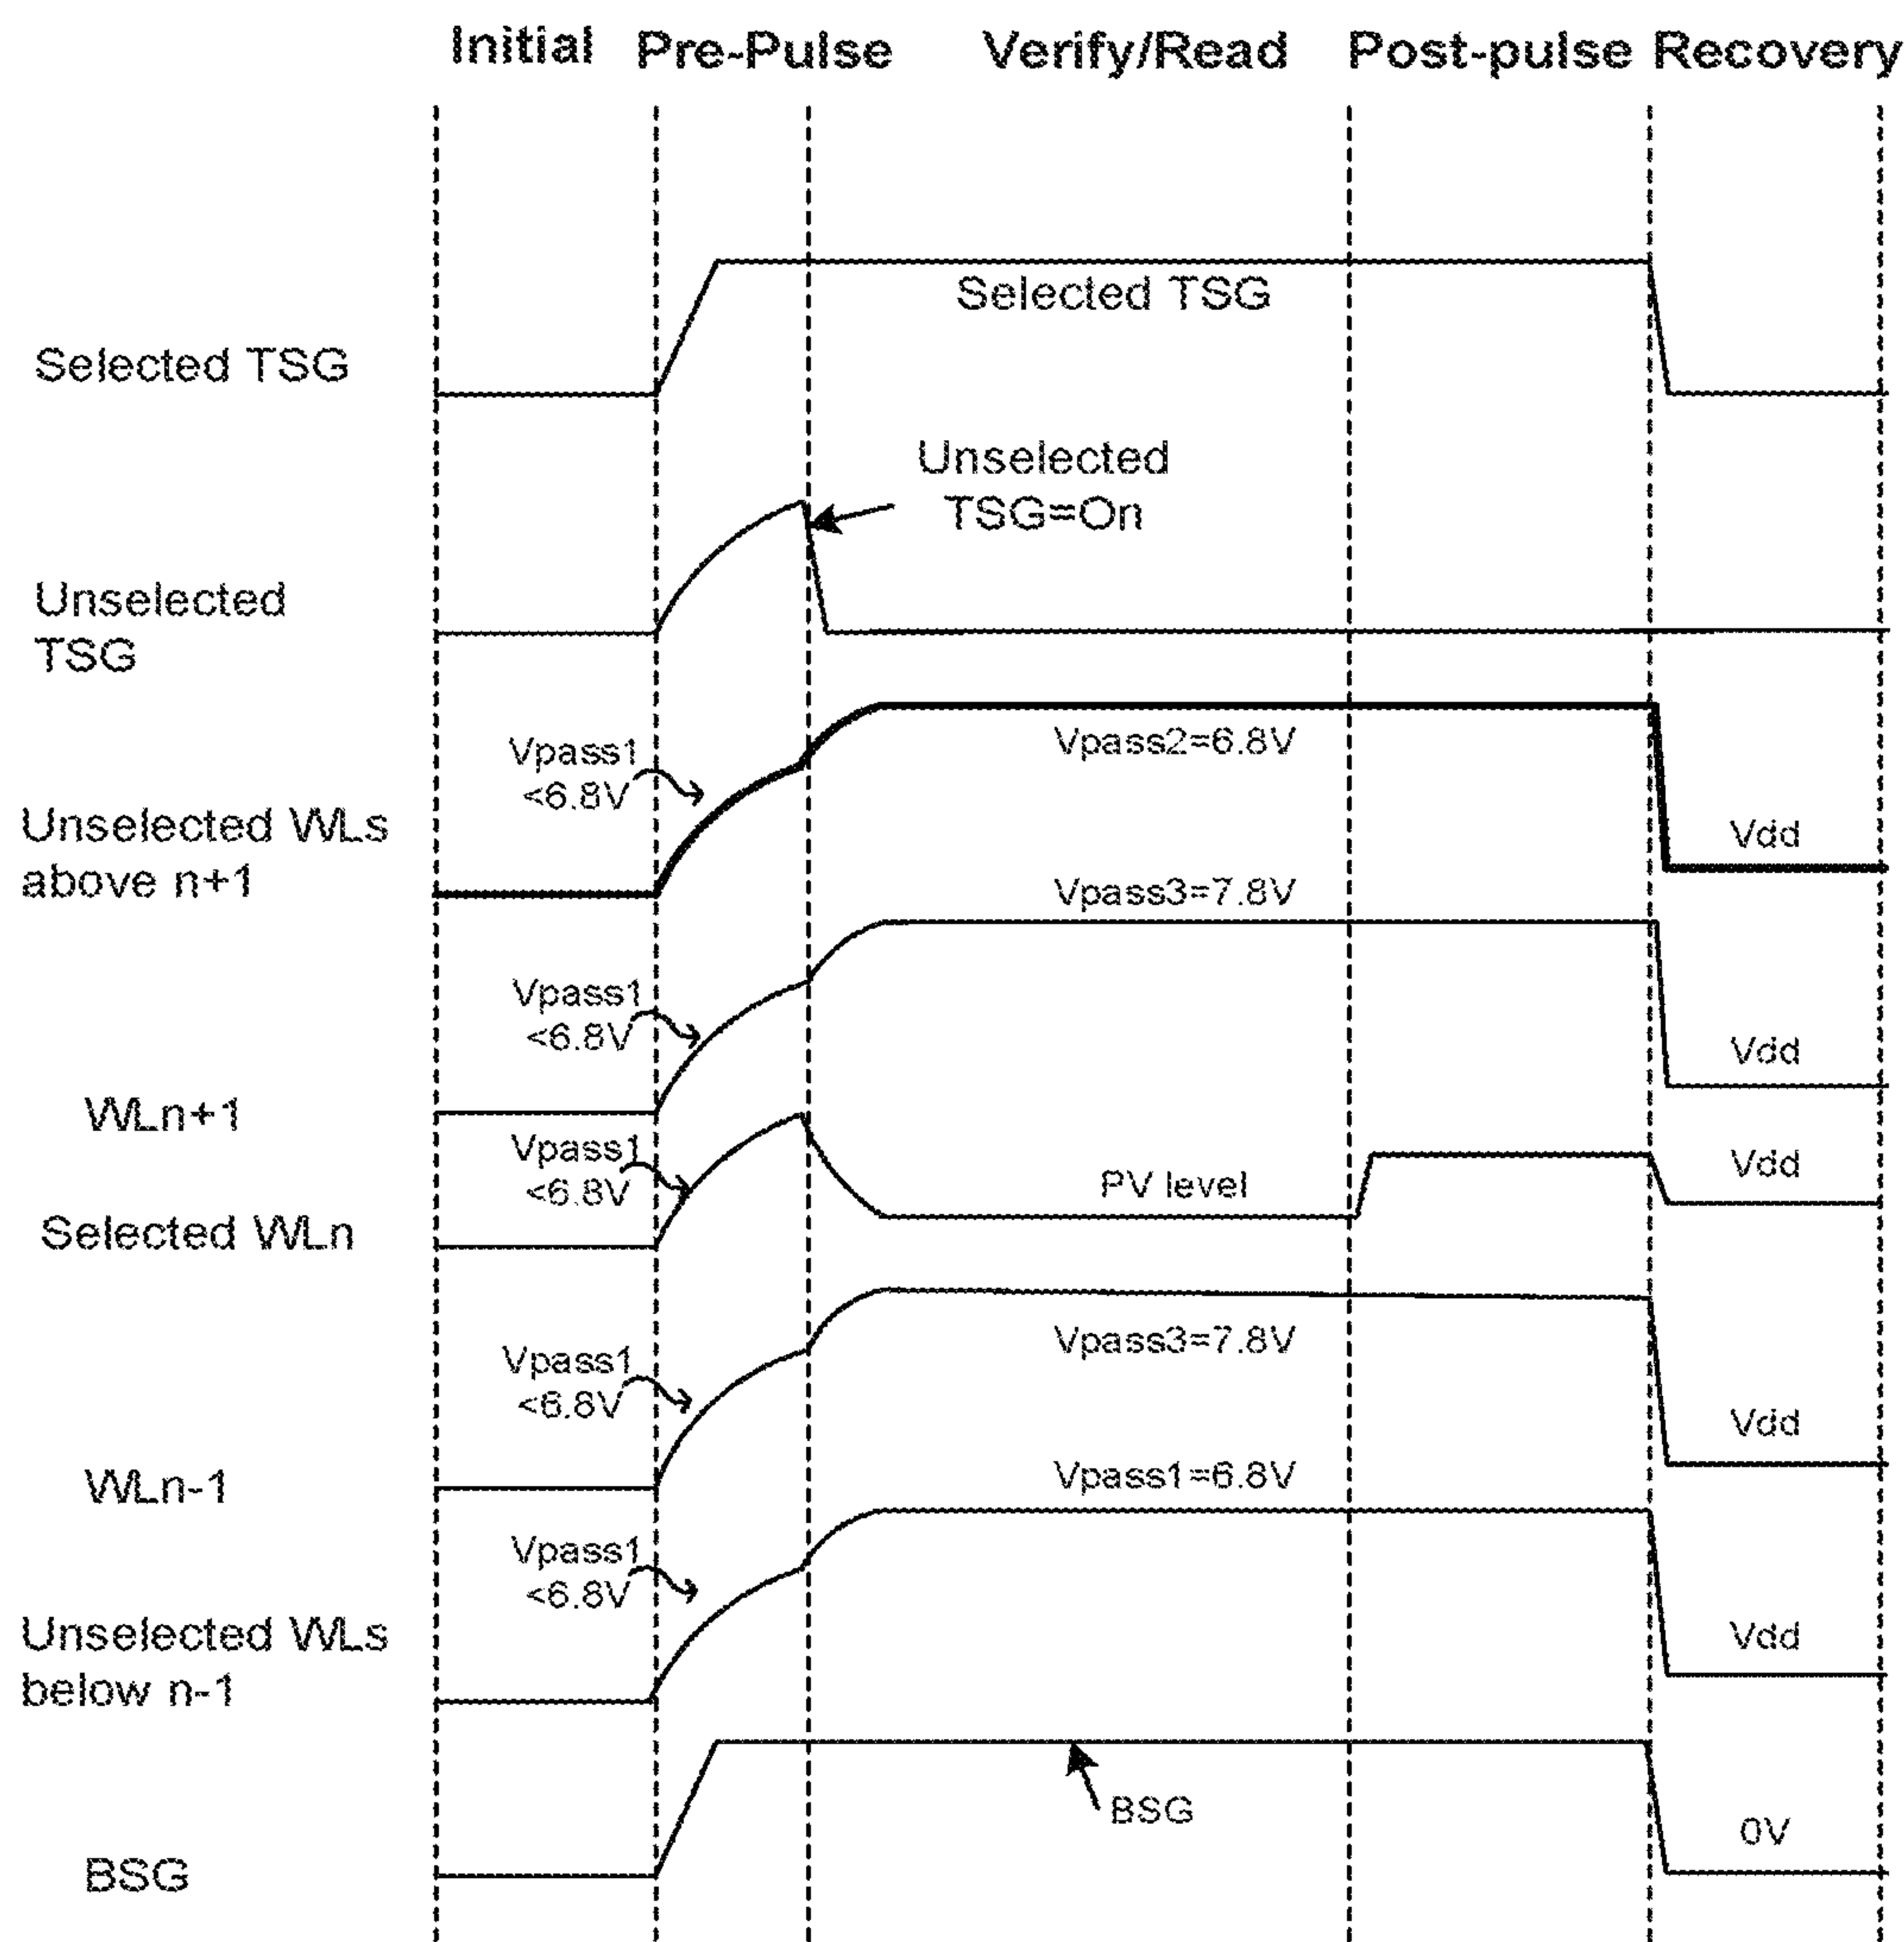 Initial Pre-Pulse Verify/Read Post-pulse Recovery
Selected TSG
Selected TSG
Unselected
TSG=On
Unselected
TSG
Vpass1
<6.8V
Vpass2=6.8V
Unselected WLs
above n+1
Vdd
Vpass3=7.8V
Vpass1
<6.8V
Vdd
WLn+1
Vpass1
<6.8V
PV level
Vdd
Selected WLn
Vpass3=7.8V
Vpass1
<6.8V
Vdd
WLn-1
Vpass1=6.8V
Vpass1
<6.8V
Unselected WLs
below n-1
Vdd
BSG
0V
BSG